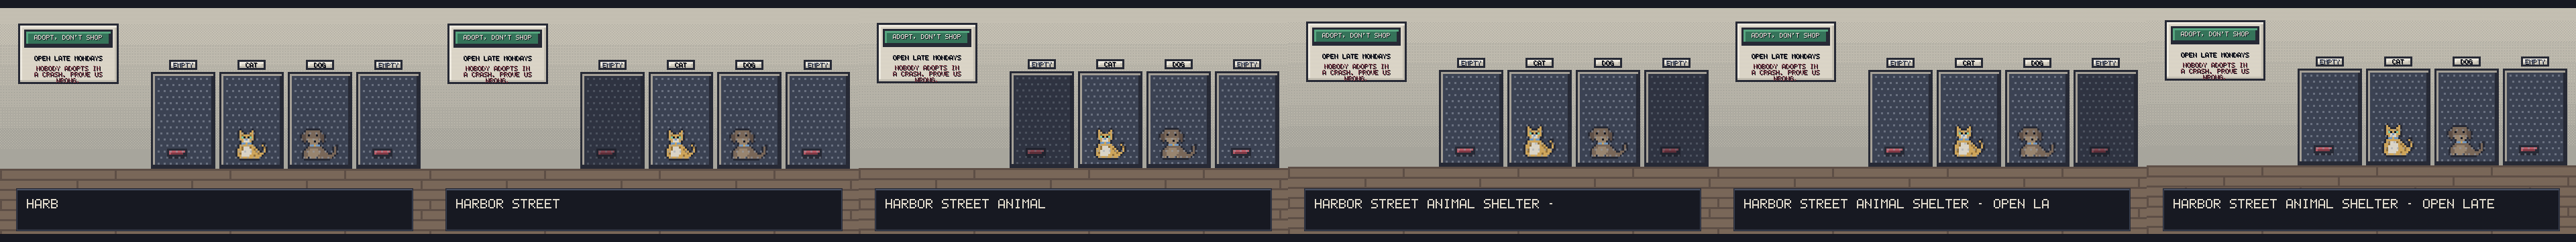 ADOPT, DON'T SHOP
OPEN LATE MONDAYS
NOBODY ADOPTS IN
A CRASH. PROVE US
WRONG.
EMPTY
CAT
DOG
EMPTY
HARB
ADOPT, DON'T SHOP
OPEN LATE MONDAYS
NOBODY ADOPTS IN
A CRASH. PROVE US
WRONG.
EMPTY
CAT
DOG
EMPTY
HARBOR STREET
ADOPT, DON'T SHOP
OPEN LATE MONDAYS
NOBODY ADOPTS IN
A CRASH. PROVE US
WRONG.
EMPTY
CAT
DOG
EMPTY
HARBOR STREET ANIMAL
ADOPT, DON'T SHOP
OPEN LATE MONDAYS
NOBODY ADOPTS IN
A CRASH. PROVE US
WRONG.
EMPTY
CAT
DOG
EMPTY
HARBOR STREET ANIMAL SHELTER -
ADOPT, DON'T SHOP
OPEN LATE MONDAYS
NOBODY ADOPTS IN
A CRASH. PROVE US
WRONG.
EMPTY
CAT
DOG
EMPTY
HARBOR STREET ANIMAL SHELTER - OPEN LA
ADOPT, DON'T SHOP
OPEN LATE MONDAYS
NOBODY ADOPTS IN
A CRASH. PROVE US
WRONG.
EMPTY
CAT
DOG
EMPTY
HARBOR STREET ANIMAL SHELTER - OPEN LATE